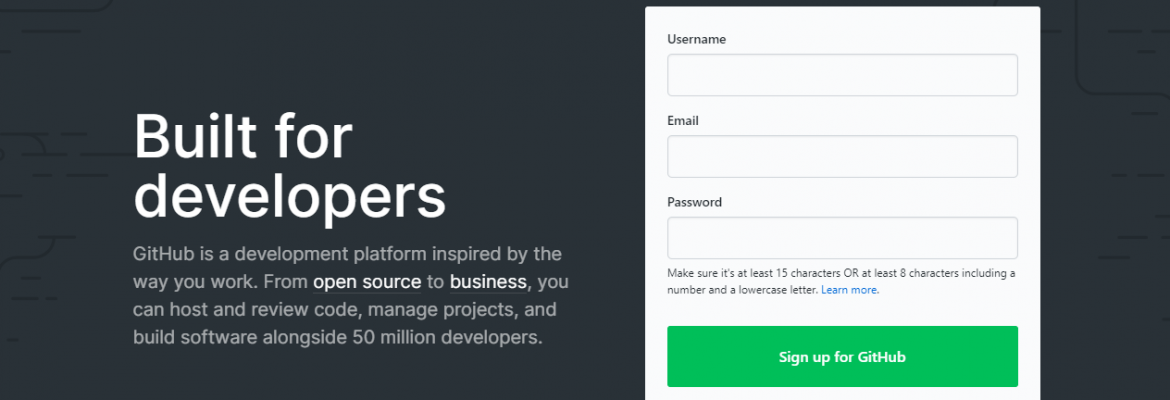 Built for
developers
GitHub is a development platform inspired by the
way you work. From open source to business, you
can host and review code, manage projects, and
build software alongside 50 million developers.
Username
Email
Password
Make sure it's at least 15 characters OR at least 8 characters including a
number and a lowercase letter. Learn more.
Sign up for GitHub